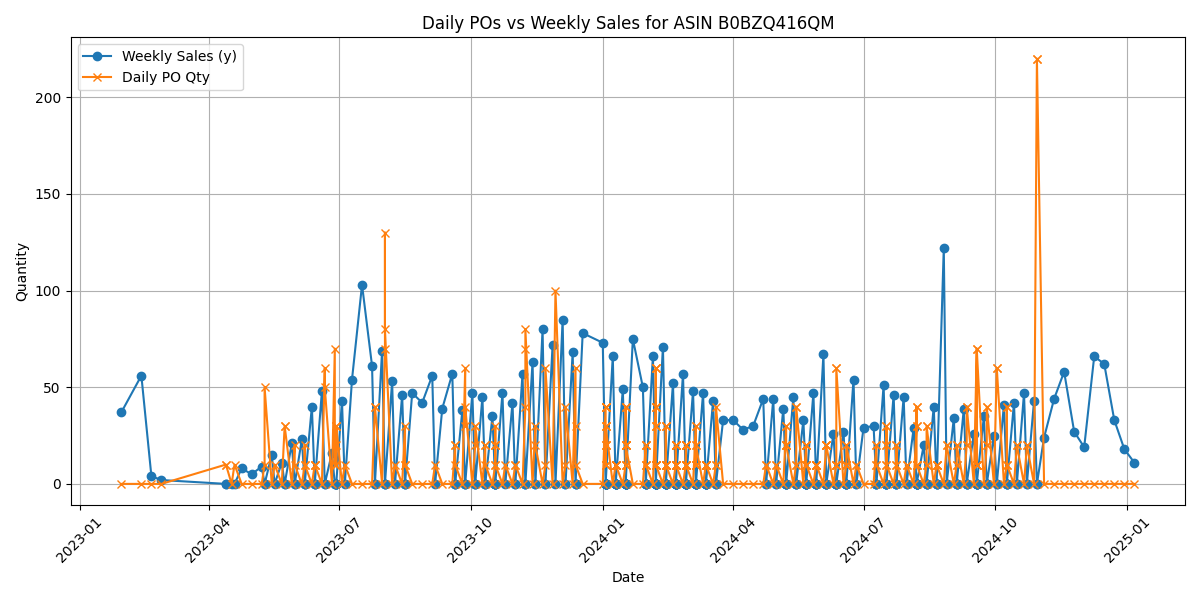 Daily POs vs Weekly Sales for ASIN B0BZQ416QM
Weekly Sales (y)
Daily PO Qty
Quantity
200
150
100
50
0
2023-01
2023-04
2023-07
2023-10
2024-01
2024-04
2024-07
2024-10
2025-01
Date